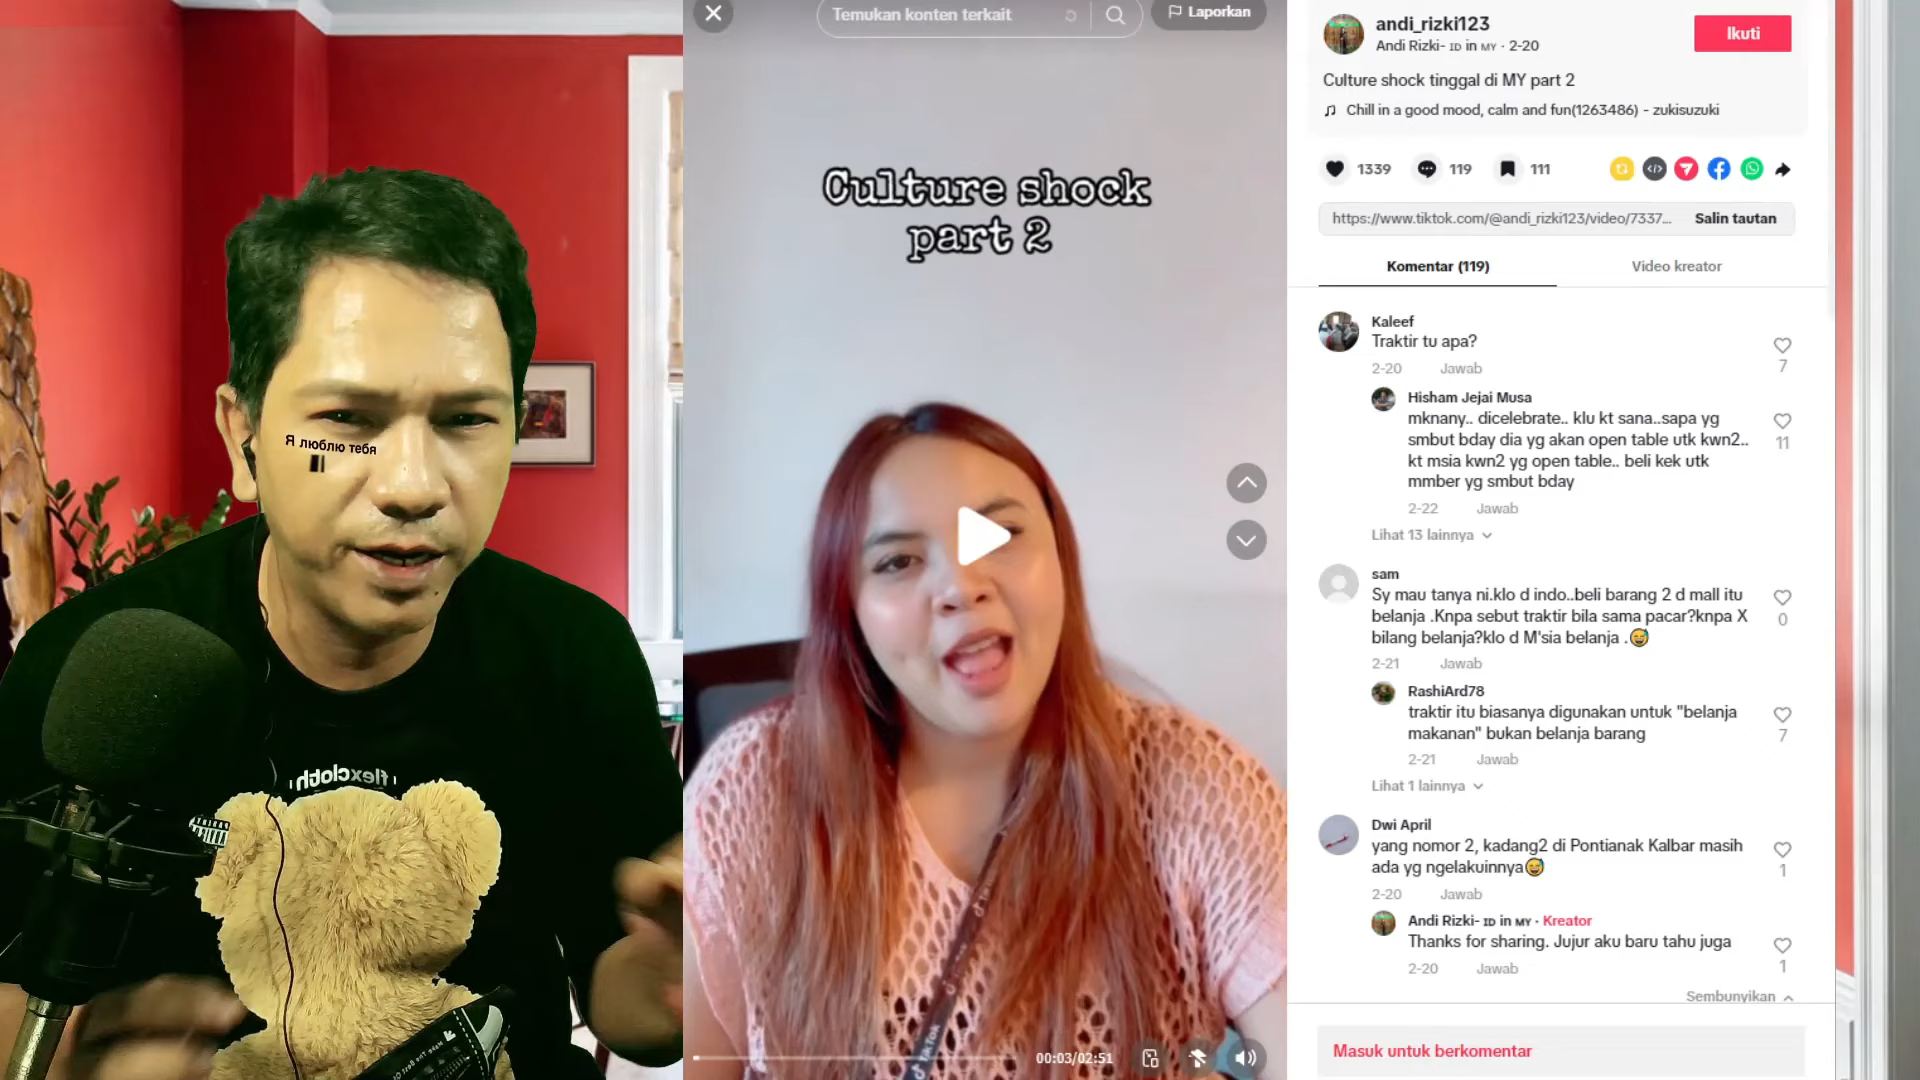 Temukan konten terkait
Laporkan
Culture shock
part 2
Я люблю тебя
flexcloth
TikTok
00:03/02:51
andi_rizki123
Andi Rizki- ID in MY · 2-20
Ikuti
Culture shock tinggal di MY part 2
Chill in a good mood, calm and fun(1263486) - zukisuzuki
1339
119
111
https://www.tiktok.com/@andi_rizki123/video/7337...
Salin tautan
Komentar (119)
Video kreator
Kaleef
Traktir tu apa?
2-20 Jawab
7
Hisham Jejai Musa
mknany.. dicelebrate.. klu kt sana..sapa yg
smbut bday dia yg akan open table utk kwn2..
kt msia kwn2 yg open table.. beli kek utk
mmber yg smbut bday
11
2-22 Jawab
Lihat 13 lainnya
sam
Sy mau tanya ni.klo d indo..beli barang 2 d mall itu
belanja .Knpa sebut traktir bila sama pacar?knpa X
bilang belanja?klo d M'sia belanja .😅
0
2-21 Jawab
RashiArd78
traktir itu biasanya digunakan untuk "belanja
makanan" bukan belanja barang
7
2-21 Jawab
Lihat 1 lainnya
Dwi April
yang nomor 2, kadang2 di Pontianak Kalbar masih
ada yg ngelakuinnya😅
1
2-20 Jawab
Andi Rizki- ID in MY · Kreator
Thanks for sharing. Jujur aku baru tahu juga
1
2-20 Jawab
Sembunyikan
Masuk untuk berkomentar